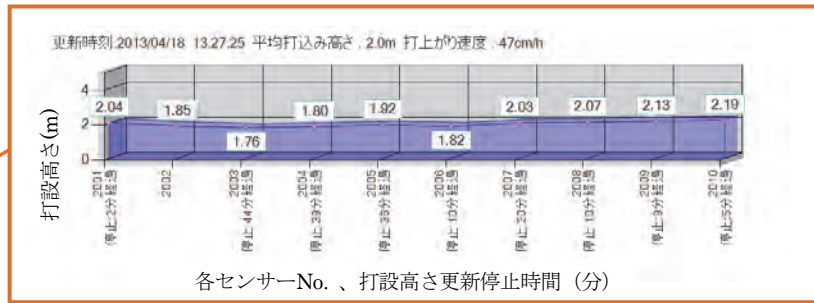 更新時刻:2013/04/18 13.27.25 平均打込み高さ:2.0m 打上がり速度:47cm/h
打設高さ(m)
4
2
0
2.04
1.85
1.76
1.80
1.92
1.82
2.03
2.07
2.13
2.19
2001
停止:2分経過
2002
2003
停止:44分経過
2004
停止:39分経過
2005
停止:36分経過
2006
停止:10分経過
2007
停止:20分経過
2008
停止:10分経過
2009
停止:9分経過
2010
停止:5分経過
各センサーNo. 、打設高さ更新停止時間(分)